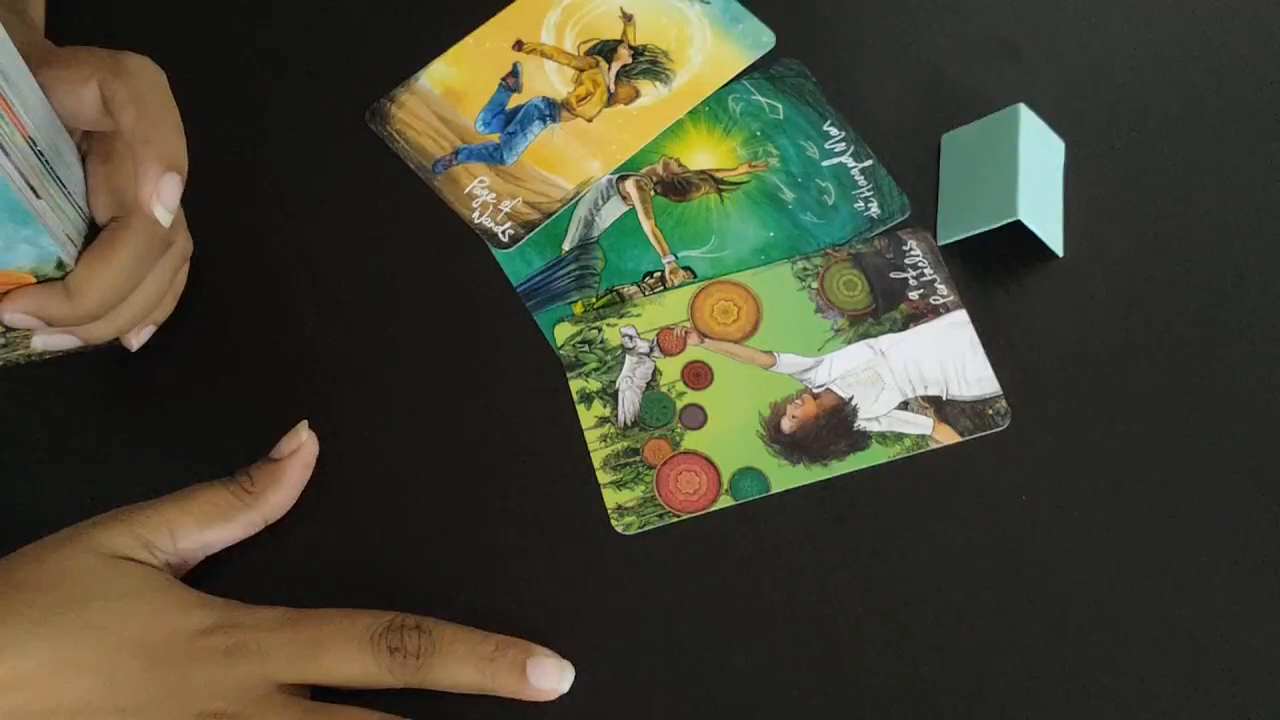 Page of
Wands
the Hanged Man
9 of
Pentacles